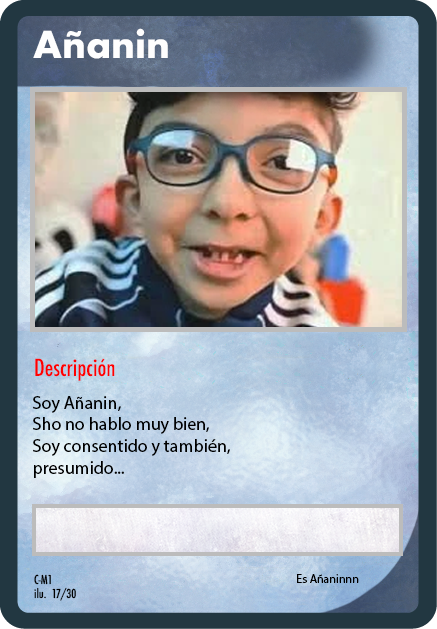 Añanin
Descripción
Soy Añanin,
Sho no hablo muy bien,
Soy consentido y también,
presumido...
C-M1
ilu. 17/30
Es Añaninnn